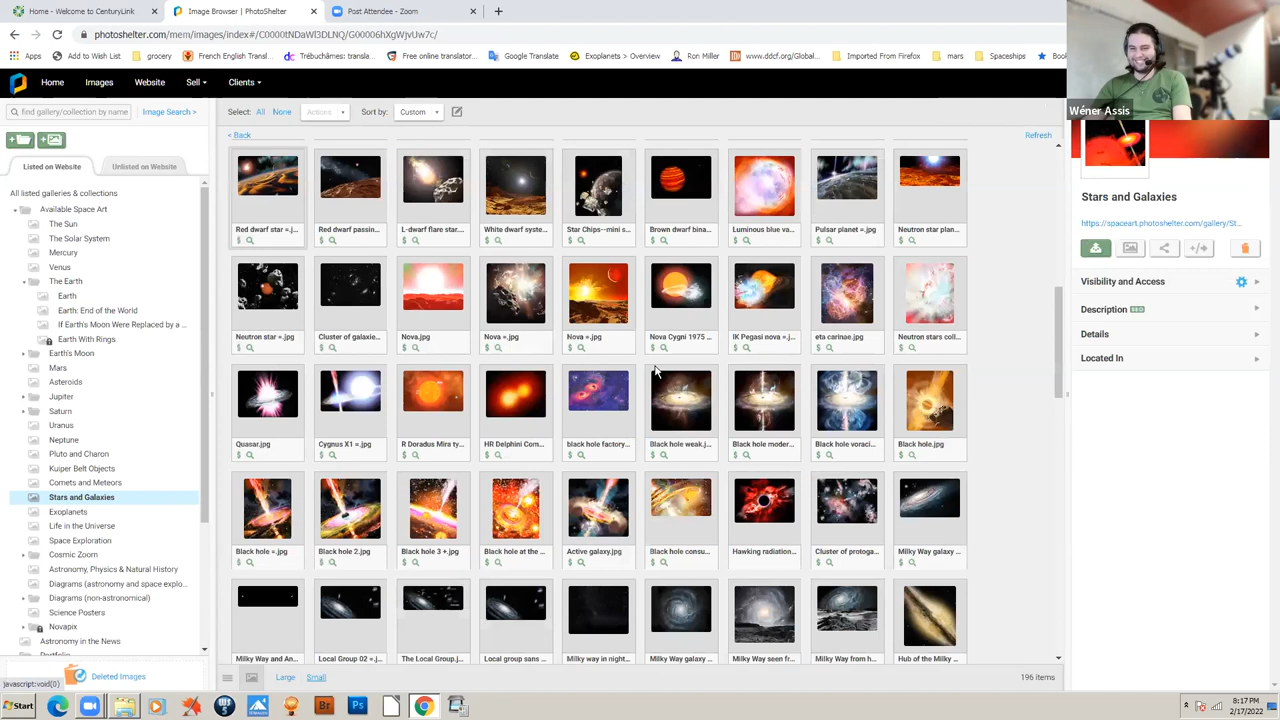 Home - Welcome to CenturyLink
Image Browser | PhotoShelter
Post Attendee - Zoom
photoshelter.com/mem/images/index#/C0000tNDaWl3DLNQ/G00006hXgWjvUw7c/
Apps
Add to Wish List
grocery
French English Transl...
Trébuchâmes: transla...
Free online translator...
Google Translate
Exoplanets > Overview
Ron Miller
www.ddcf.org/Global...
Imported From Firefox
mars
Spaceships
Boo
Home
Images
Website
Sell
Clients
Wéner Assis
find gallery/collection by name
Image Search >
Select: All None
Actions
Sort by: Custom
< Back
Refresh
Listed on Website
Unlisted on Website
All listed galleries & collections
Available Space Art
The Sun
The Solar System
Mercury
Venus
The Earth
Earth
Earth: End of the World
If Earth's Moon Were Replaced by a ...
Earth With Rings
Earth's Moon
Mars
Asteroids
Jupiter
Saturn
Uranus
Neptune
Pluto and Charon
Kuiper Belt Objects
Comets and Meteors
Stars and Galaxies
Exoplanets
Life in the Universe
Space Exploration
Cosmic Zoom
Astronomy, Physics & Natural History
Diagrams (astronomy and space explo...
Diagrams (non-astronomical)
Science Posters
Novapix
Astronomy in the News
Portfolio
Deleted Images
javascript:void(0)
Red dwarf star =.j...
Red dwarf passin...
L-dwarf flare star...
White dwarf syste...
Star Chips--mini s...
Brown dwarf bina...
Luminous blue va...
Pulsar planet =.jpg
Neutron star plan...
Neutron star =.jpg
Cluster of galaxie...
Nova.jpg
Nova =.jpg
Nova =.jpg
Nova Cygni 1975 ...
IK Pegasi nova =.j...
eta carinae.jpg
Neutron stars coll...
Quasar.jpg
Cygnus X1 =.jpg
R Doradus Mira ty...
HR Delphini Com...
black hole factory...
Black hole weak.j...
Black hole moder...
Black hole voraci...
Black hole.jpg
Black hole =.jpg
Black hole 2.jpg
Black hole 3 +.jpg
Black hole at the ...
Active galaxy.jpg
Black hole consu...
Hawking radiation...
Cluster of protoga...
Milky Way galaxy ...
Milky Way and An...
Local Group 02 =.j...
The Local Group.j...
Local group sans ...
Milky way in night...
Milky Way galaxy ...
Milky Way seen fr...
Milky Way from h...
Hub of the Milky ...
Large
Small
196 items
Stars and Galaxies
https://spaceart.photoshelter.com/gallery/St...
Visibility and Access
Description SEO
Details
Located In
Start
Br
Ps
8:17 PM
2/17/2022